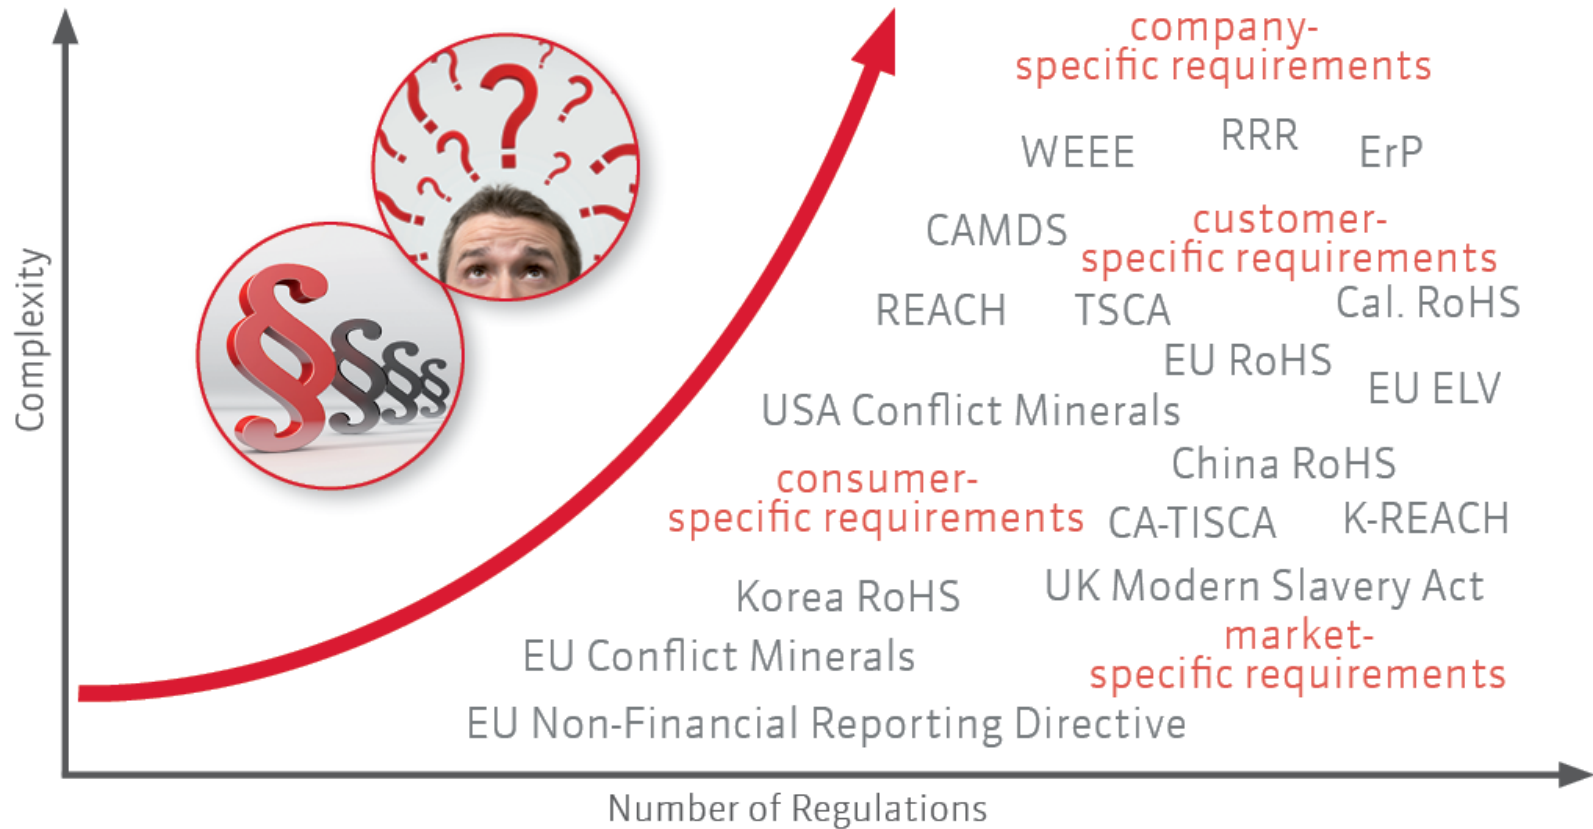 company-
specific requirements
WEEE RRR ErP
CAMDS
customer-
specific requirements
REACH TSCA Cal. RoHS
EU RoHS
EU ELV
USA Conflict Minerals
China RoHS
consumer-
specific requirements
CA-TISCA K-REACH
Korea RoHS
UK Modern Slavery Act
market-
specific requirements
EU Conflict Minerals
EU Non-Financial Reporting Directive
Complexity
Number of Regulations
? ? ? ? ? ? ? ? ? ? ?
§ § § §